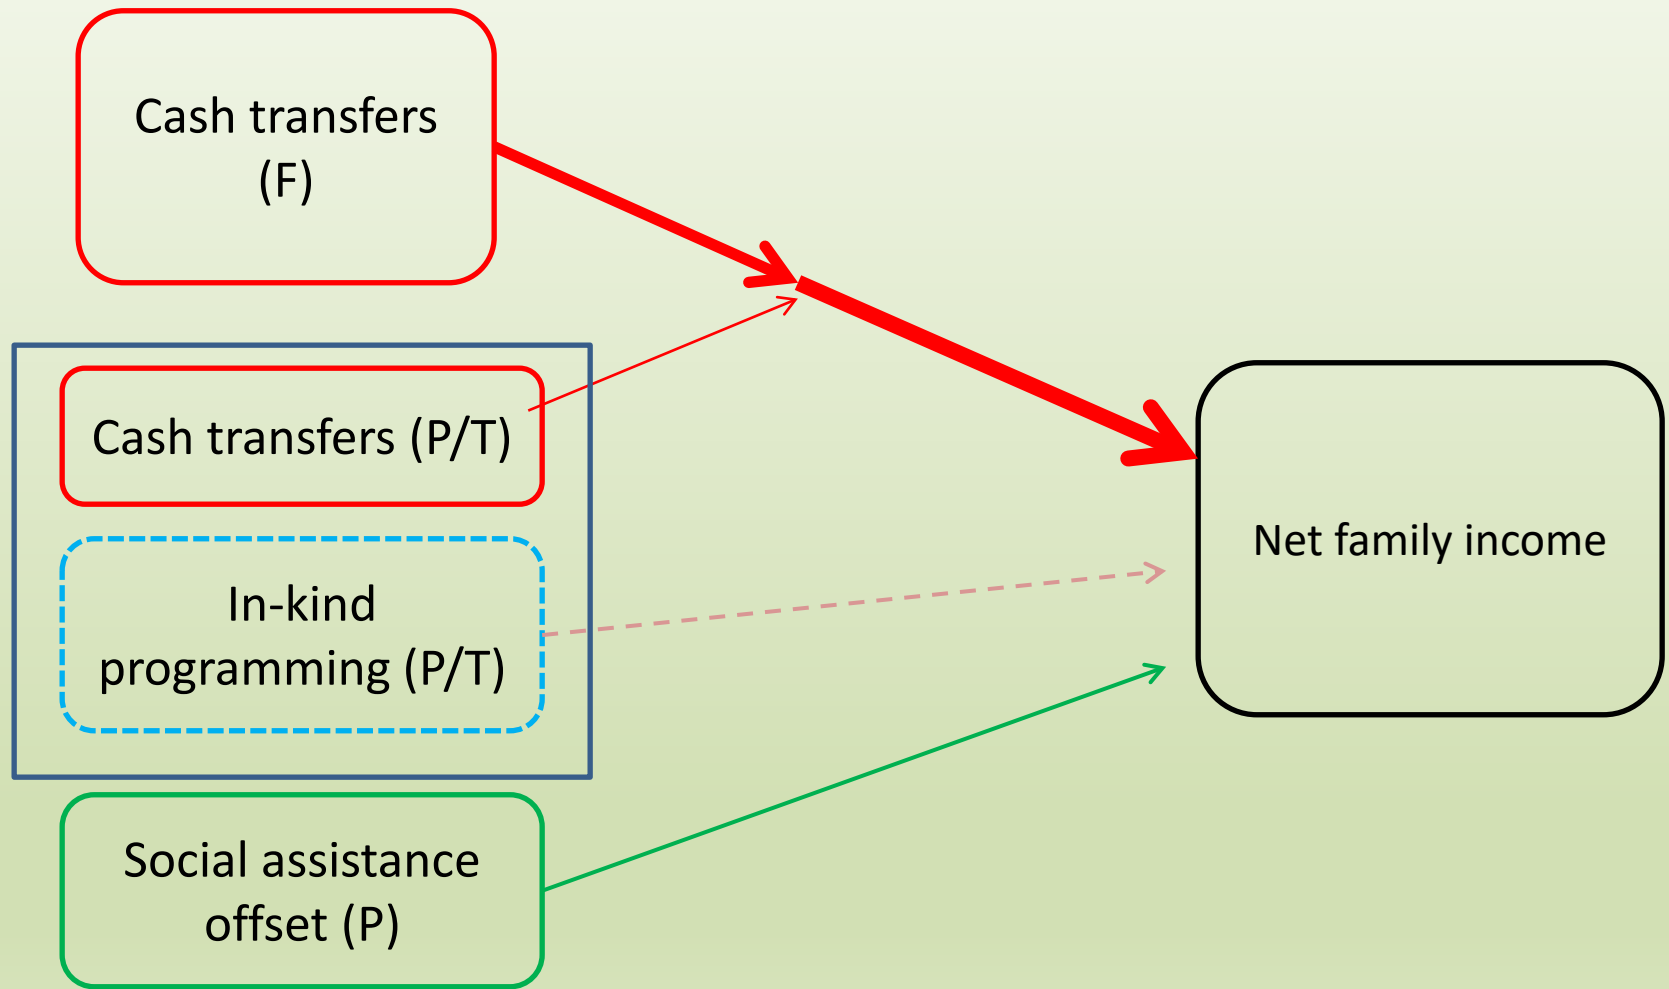 Cash transfers
(F)
Cash transfers (P/T)
In-kind
programming (P/T)
Social assistance
offset (P)
Net family income